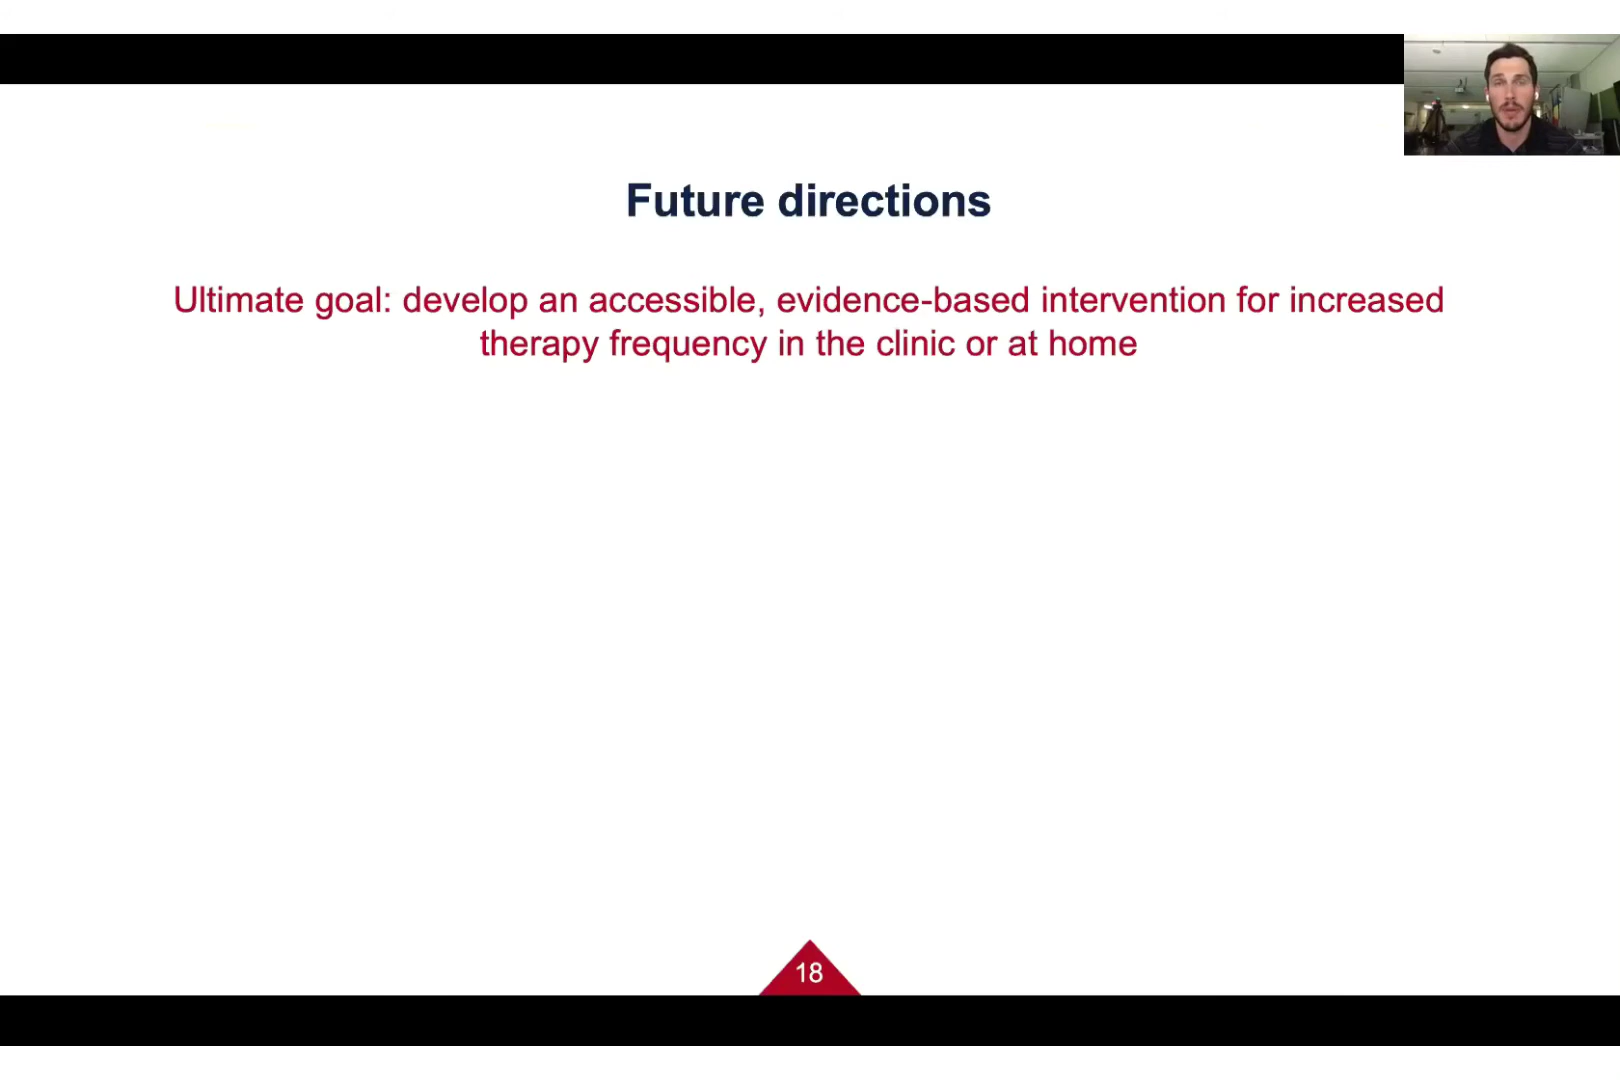 Future directions
Ultimate goal: develop an accessible, evidence-based intervention for increased
therapy frequency in the clinic or at home
18